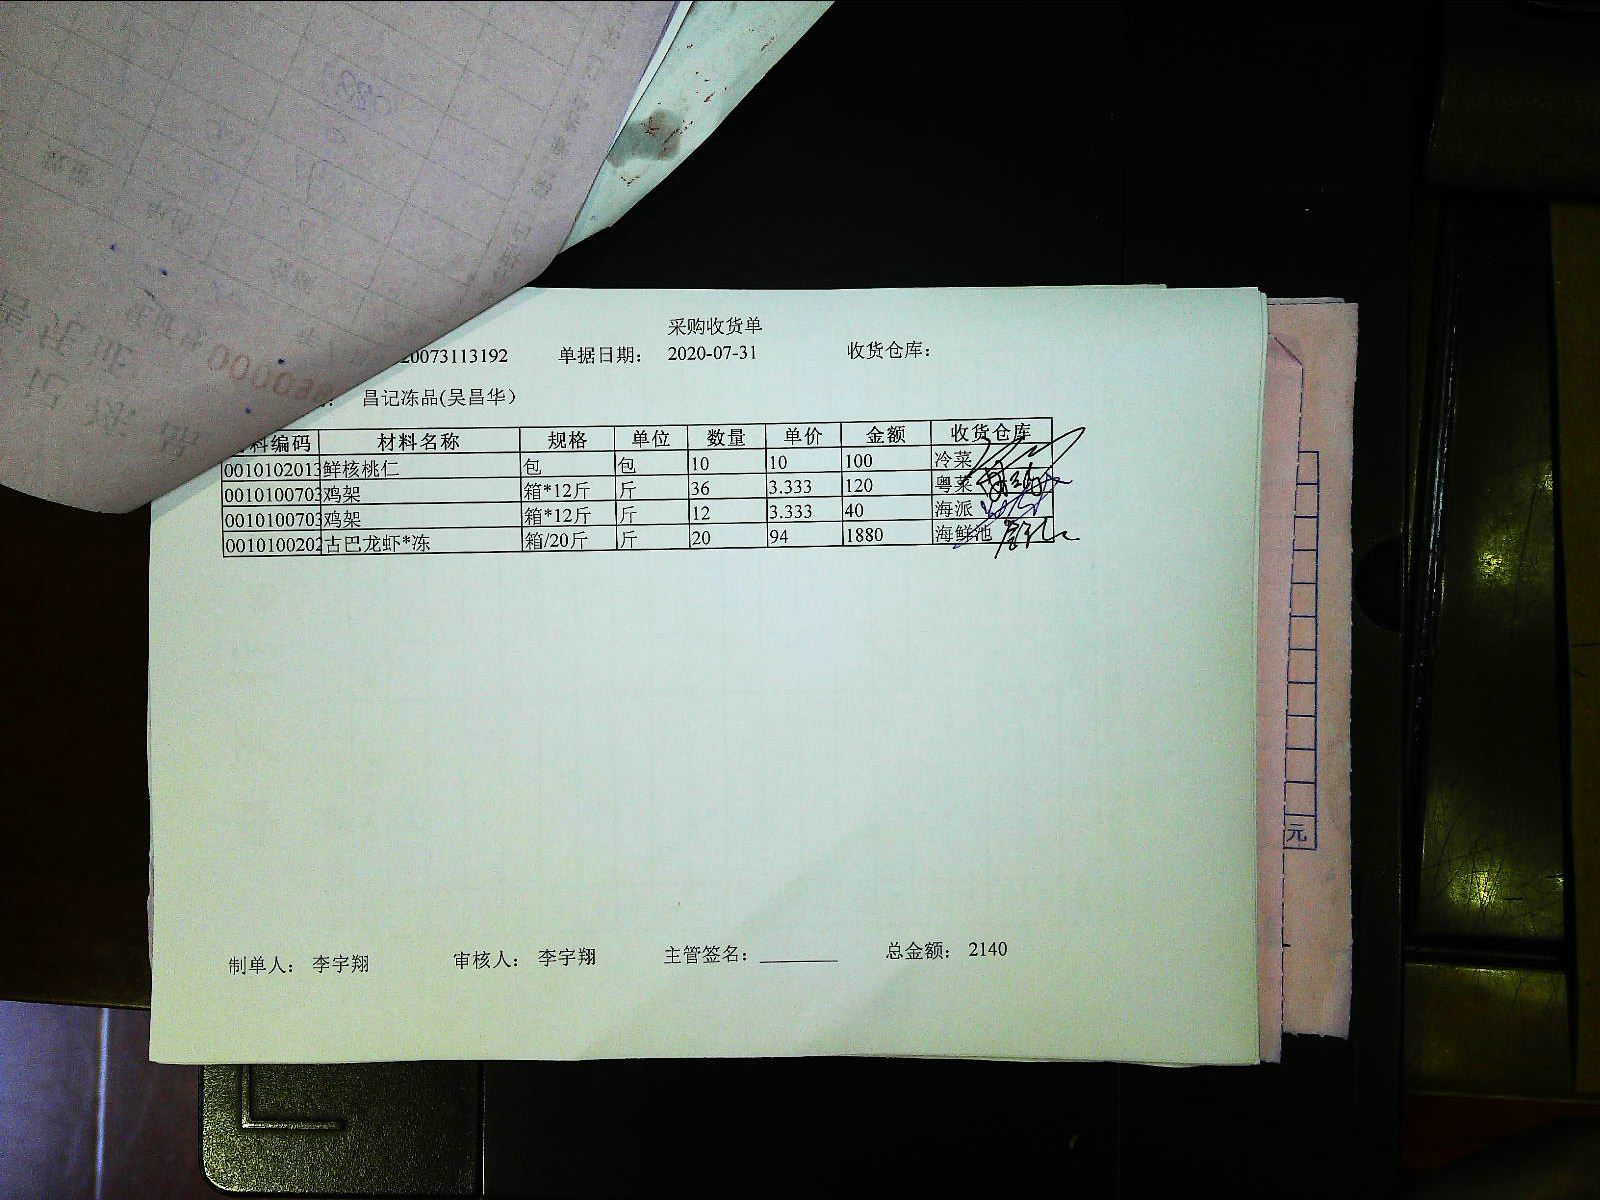 采购收货单
20073113192 单据日期： 2020-07-31 收货仓库：
昌记冻品(吴昌华)
料编码 材料名称 规格 单位 数量 单价 金额 收货仓库
0010102013 鲜核桃仁 包 包 10 10 100 冷菜
0010100703 鸡架 箱*12斤 斤 36 3.333 120 粤菜
0010100703 鸡架 箱*12斤 斤 12 3.333 40 海派
0010100202 古巴龙虾*冻 箱/20斤 斤 20 94 1880 海鲜池
制单人： 李宇翔 审核人： 李宇翔 主管签名： 总金额： 2140
元